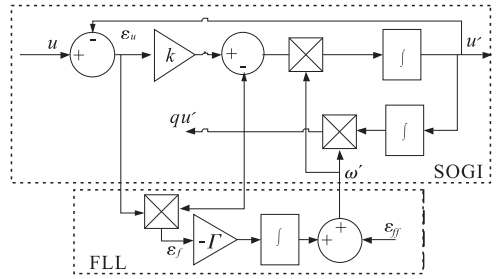 -
u + ε_u k + - ∫ u′
qu′ ∫
ω′ SOGI
ε_f -Γ ∫ + + ε_ff
FLL